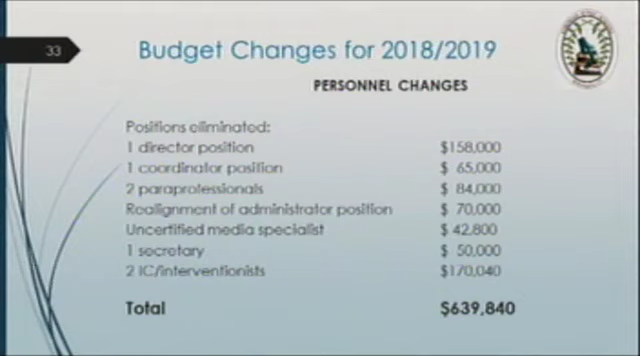 33
Budget Changes for 2018/2019
PERSONNEL CHANGES
Positions eliminated:
1 director position $158,000
1 coordinator position $ 65,000
2 paraprofessionals $ 84,000
Realignment of administrator position $ 70,000
Uncertified media specialist $ 42,800
1 secretary $ 50,000
2 IC/interventionists $170,040
Total $639,840